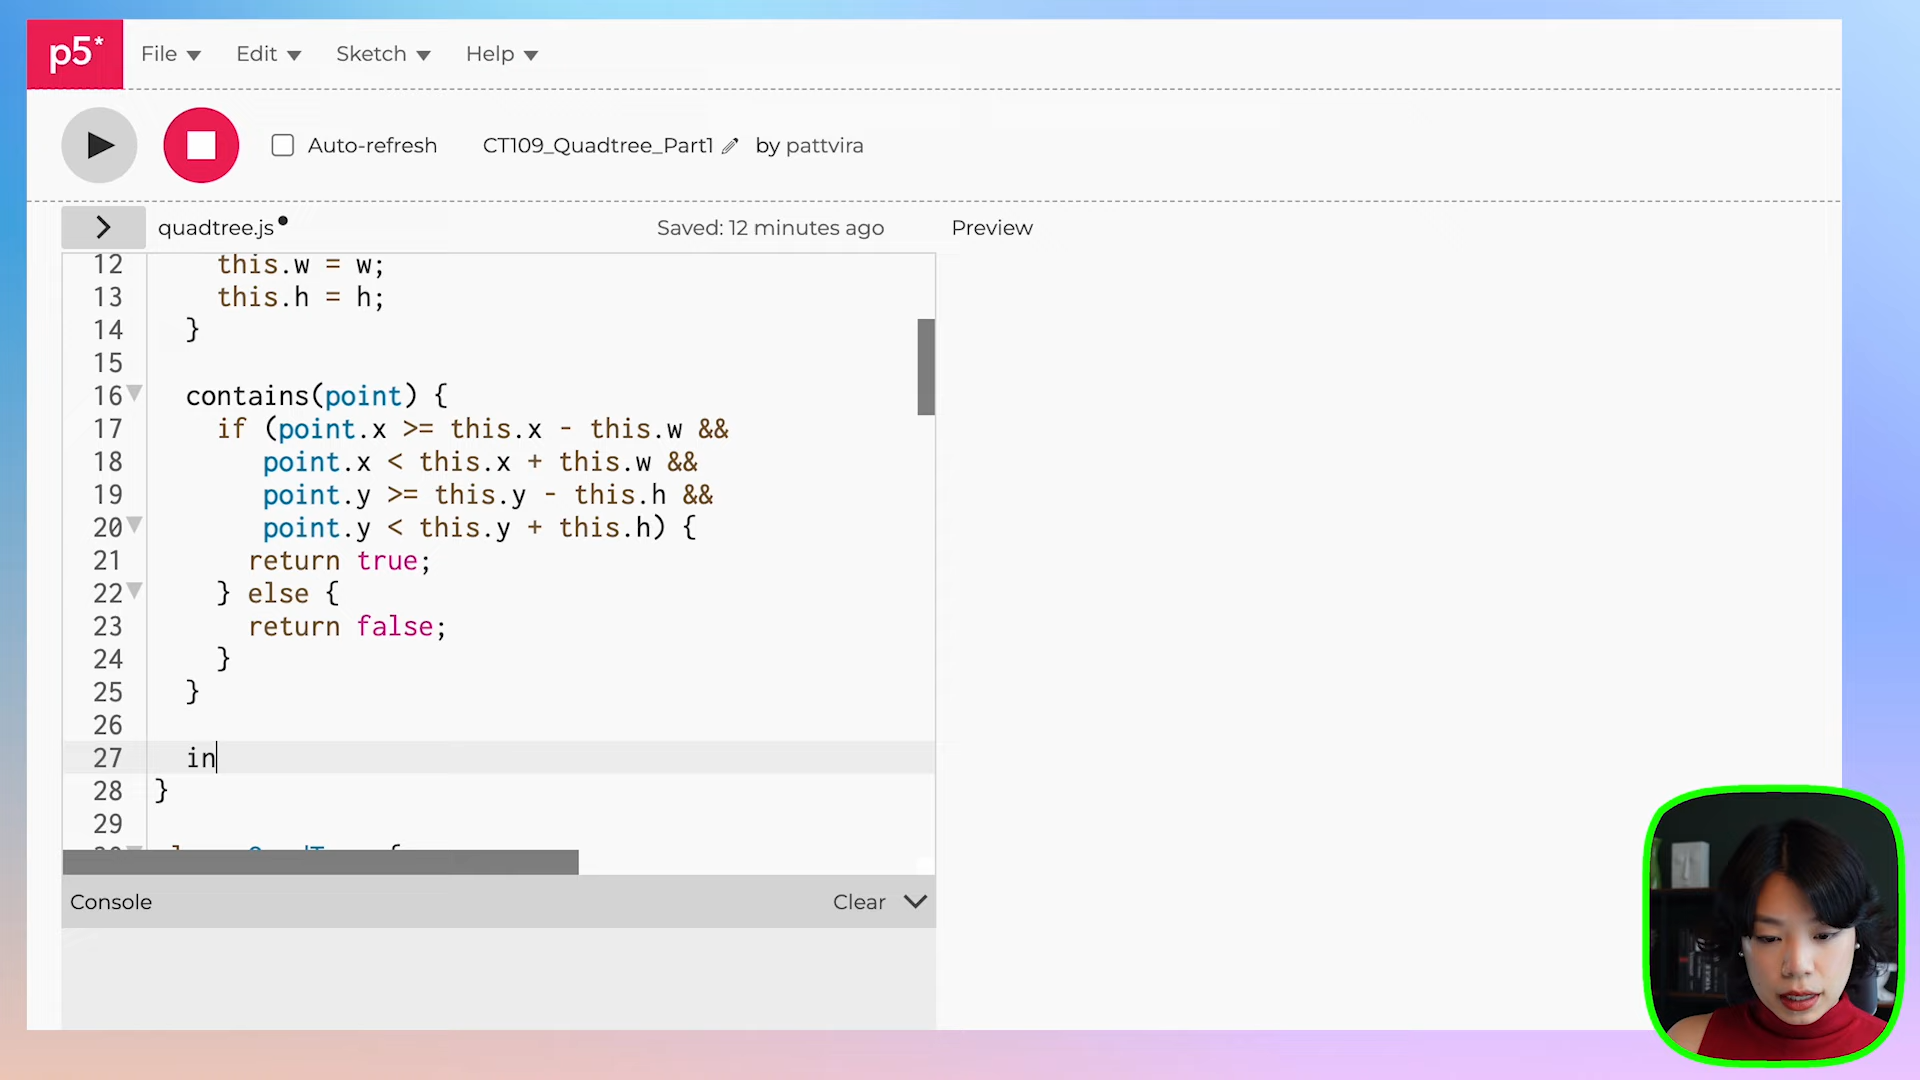 p5*
File Edit Sketch Help
Auto-refresh CT109_Quadtree_Part1 by pattvira
quadtree.js Saved: 12 minutes ago Preview
12 this.w = w;
13 this.h = h;
14 }
15
16 contains(point) {
17 if (point.x >= this.x - this.w &&
18 point.x < this.x + this.w &&
19 point.y >= this.y - this.h &&
20 point.y < this.y + this.h) {
21 return true;
22 } else {
23 return false;
24 }
25 }
26
27 in
28 }
29
Console Clear